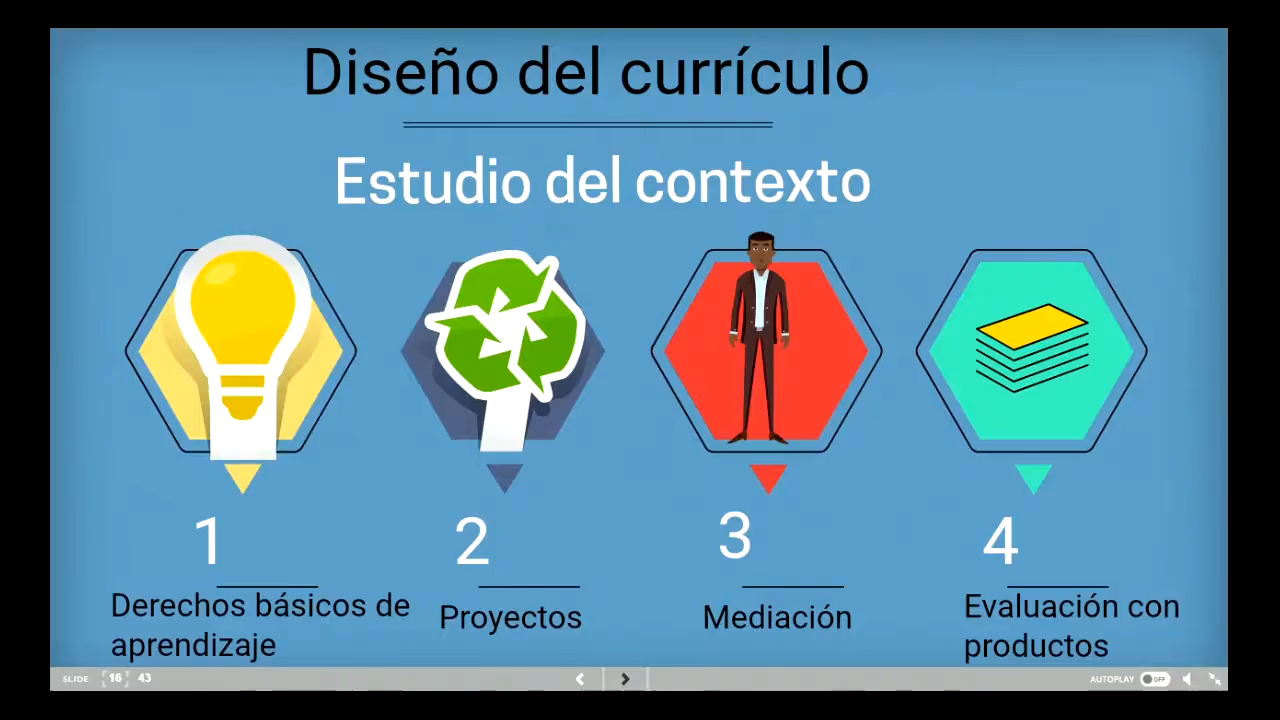 Diseño del currículo
Estudio del contexto
1
Derechos básicos de
aprendizaje
2
Proyectos
3
Mediación
4
Evaluación con
productos
SLIDE 16 43
AUTOPLAY OFF